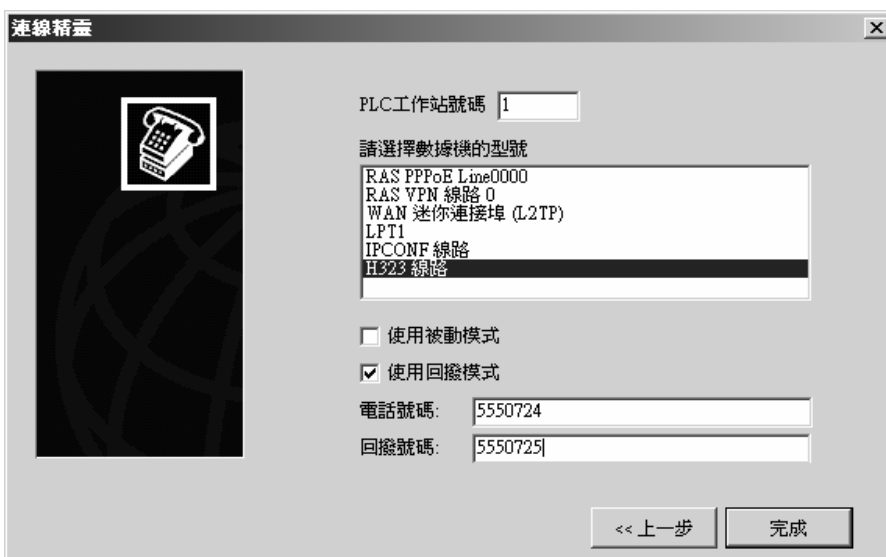 連線精靈
PLC工作站號碼 1
請選擇數據機的型號
RAS PPPoE Line0000
RAS VPN 線路 0
WAN 迷你連接埠 (L2TP)
LPT1
IPCONF 線路
H323 線路
使用被動模式
使用回撥模式
電話號碼: 5550724
回撥號碼: 5550725
<< 上一步 完成